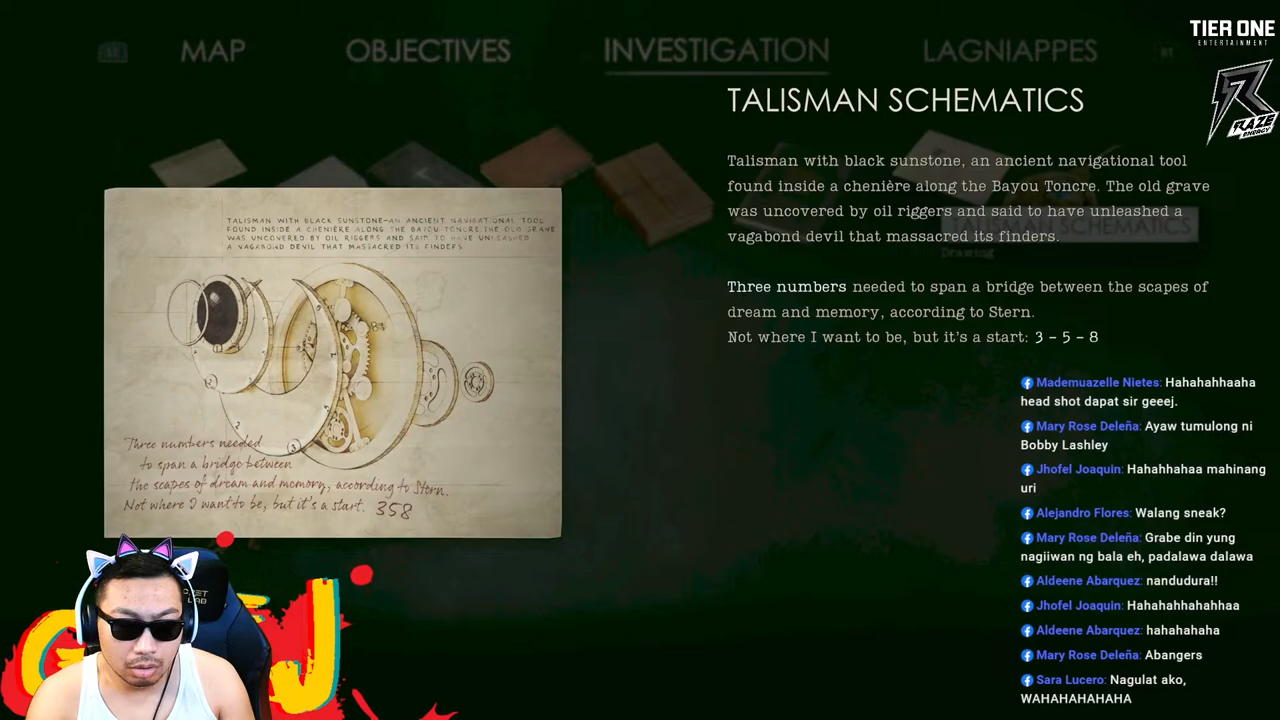 MAP
OBJECTIVES
INVESTIGATION
LAGNIAPPES
TIER ONE
ENTERTAINMENT
RAZE
ENERGY
TALISMAN SCHEMATICS
Talisman with black sunstone, an ancient navigational tool
found inside a chenière along the Bayou Toncre. The old grave
was uncovered by oil riggers and said to have unleashed a
vagabond devil that massacred its finders.
SCHEMATICS
Drawing
Three numbers needed to span a bridge between the scapes of
dream and memory, according to Stern.
Not where I want to be, but it's a start: 3 - 5 - 8
TALISMAN WITH BLACK SUNSTONE-AN ANCIENT NAVIGATIONAL TOOL
FOUND INSIDE A CHENIÈRE ALONG THE BAYOU TONCRE. THE OLD GRAVE
WAS UNCOVERED BY OIL RIGGERS AND SAID TO HAVE UNLEASHED
A VAGABOND DEVIL THAT MASSACRED ITS FINDERS
Three numbers needed
to span a bridge between
the scapes of dream and memory, according to Stern.
Not where I want to be, but it's a start. 358
Mademuazelle Nietes: Hahahahhaaha
head shot dapat sir geeej.
Mary Rose Deleña: Ayaw tumulong ni
Bobby Lashley
Jhofel Joaquin: Hahahhahaa mahinang
uri
Alejandro Flores: Walang sneak?
Mary Rose Deleña: Grabe din yung
nagiiwan ng bala eh, padalawa dalawa
Aldeene Abarquez: nandudura!!
Jhofel Joaquin: Hahahahhahahhaa
Aldeene Abarquez: hahahahaha
Mary Rose Deleña: Abangers
Sara Lucero: Nagulat ako,
WAHAHAHAHAHA